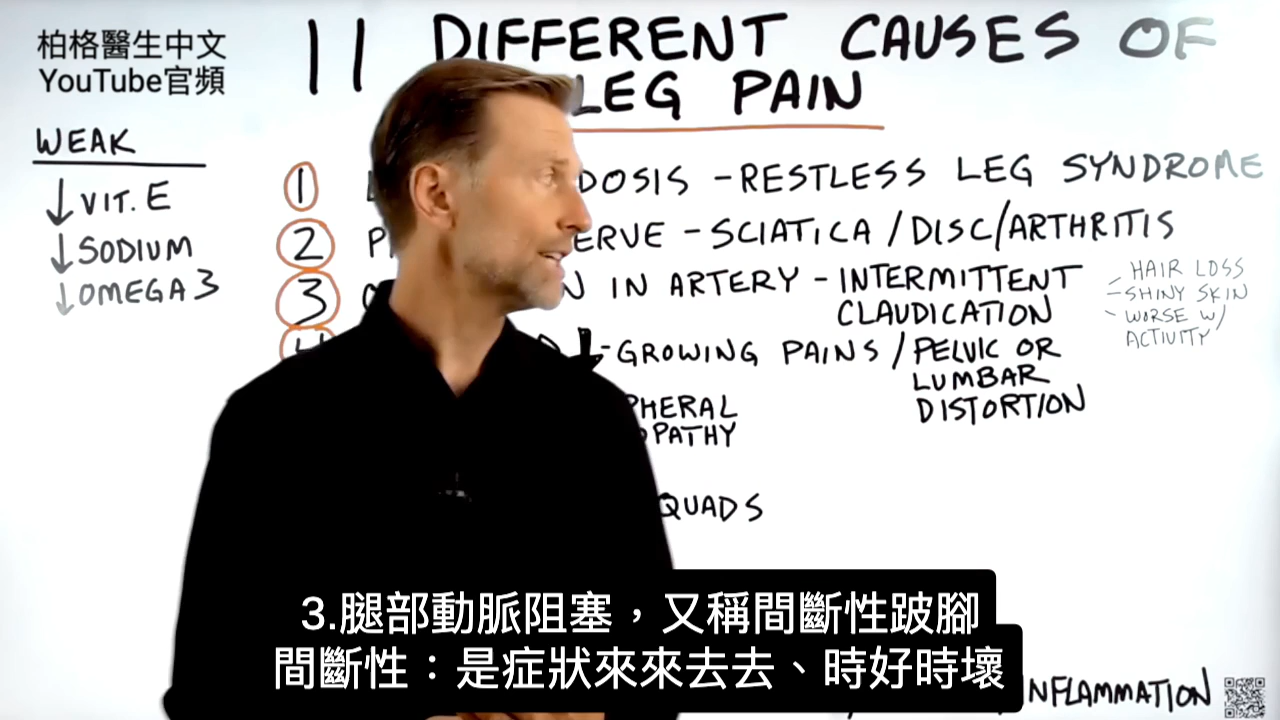 柏格醫生中文
YouTube官頻
11 DIFFERENT CAUSES OF
LEG PAIN
WEAK
↓ VIT. E
↓ SODIUM
↓ OMEGA 3
1 DOSIS - RESTLESS LEG SYNDROME
2 P ERVE - SCIATICA / DISC/ARTHRITIS
3 N IN ARTERY - INTERMITTENT
CLAUDICATION
- HAIR LOSS
- SHINY SKIN
- WORSE W/
ACTIVITY
4 D ↓ - GROWING PAINS / PELVIC OR
LUMBAR
DISTORTION
PHERAL
OPATHY
QUADS
3.腿部動脈阻塞，又稱間斷性跛腳
間斷性：是症狀來來去去、時好時壞
INFLAMMATION